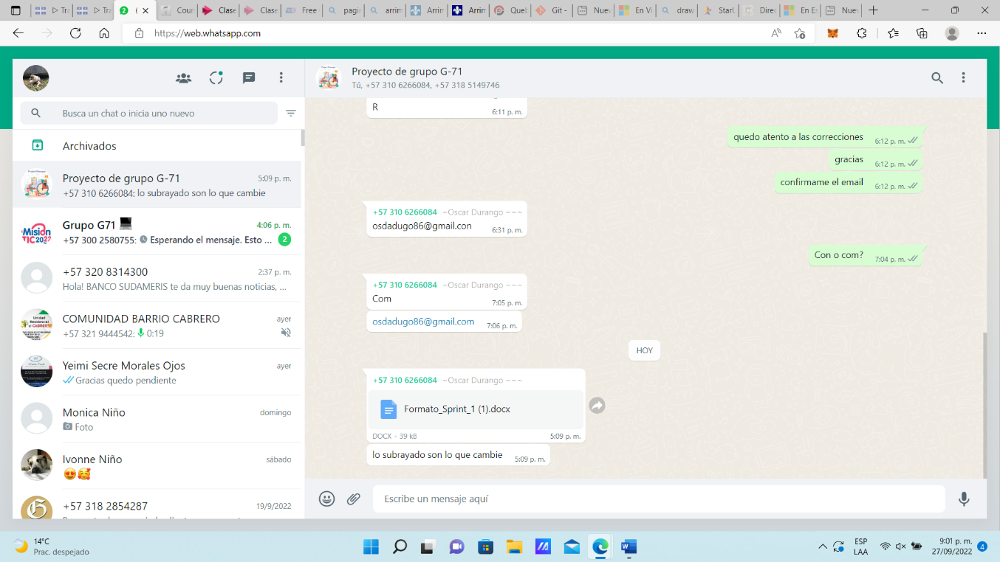 Tra
Tra
2
(
Cour
Clase
Clase
Free
pagir
arrim
Arrin
Arrin
Quel
Git -
Nuev
En Vi
draw
StarU
Direc
En Es
Nuev
https://web.whatsapp.com
Proyecto de grupo G-71
Tú, +57 310 6266084, +57 318 5149746
Busca un chat o inicia uno nuevo
Archivados
Proyecto de grupo G-71
5:09 p. m.
+57 310 6266084: lo subrayado son lo que cambie
MiSión TIC 2022
Grupo G71
4:06 p. m.
+57 300 2580755: Esperando el mensaje. Esto ...
2
+57 320 8314300
2:37 p. m.
Hola! BANCO SUDAMERIS te da muy buenas noticias, ...
Unidad Residencial el CABRERO
COMUNIDAD BARRIO CABRERO
ayer
+57 321 9444542: 0:19
Yeimi Secre Morales Ojos
ayer
Gracias quedo pendiente
Monica Niño
domingo
Foto
Ivonne Niño
sábado
+57 318 2854287
19/9/2022
R
6:11 p. m.
quedo atento a las correcciones 6:12 p. m.
gracias 6:12 p. m.
confirmame el email 6:12 p. m.
+57 310 6266084 ~Oscar Durango ~~~
osdadugo86@gmail.con 6:31 p. m.
Con o com? 7:04 p. m.
+57 310 6266084 ~Oscar Durango ~~~
Com 7:05 p. m.
osdadugo86@gmail.com 7:06 p. m.
HOY
+57 310 6266084 ~Oscar Durango ~~~
Formato_Sprint_1 (1).docx
DOCX • 39 kB 5:09 p. m.
lo subrayado son lo que cambie 5:09 p. m.
Escribe un mensaje aquí
14°C
Prac. despejado
ESP
LAA
9:01 p. m.
27/09/2022
4